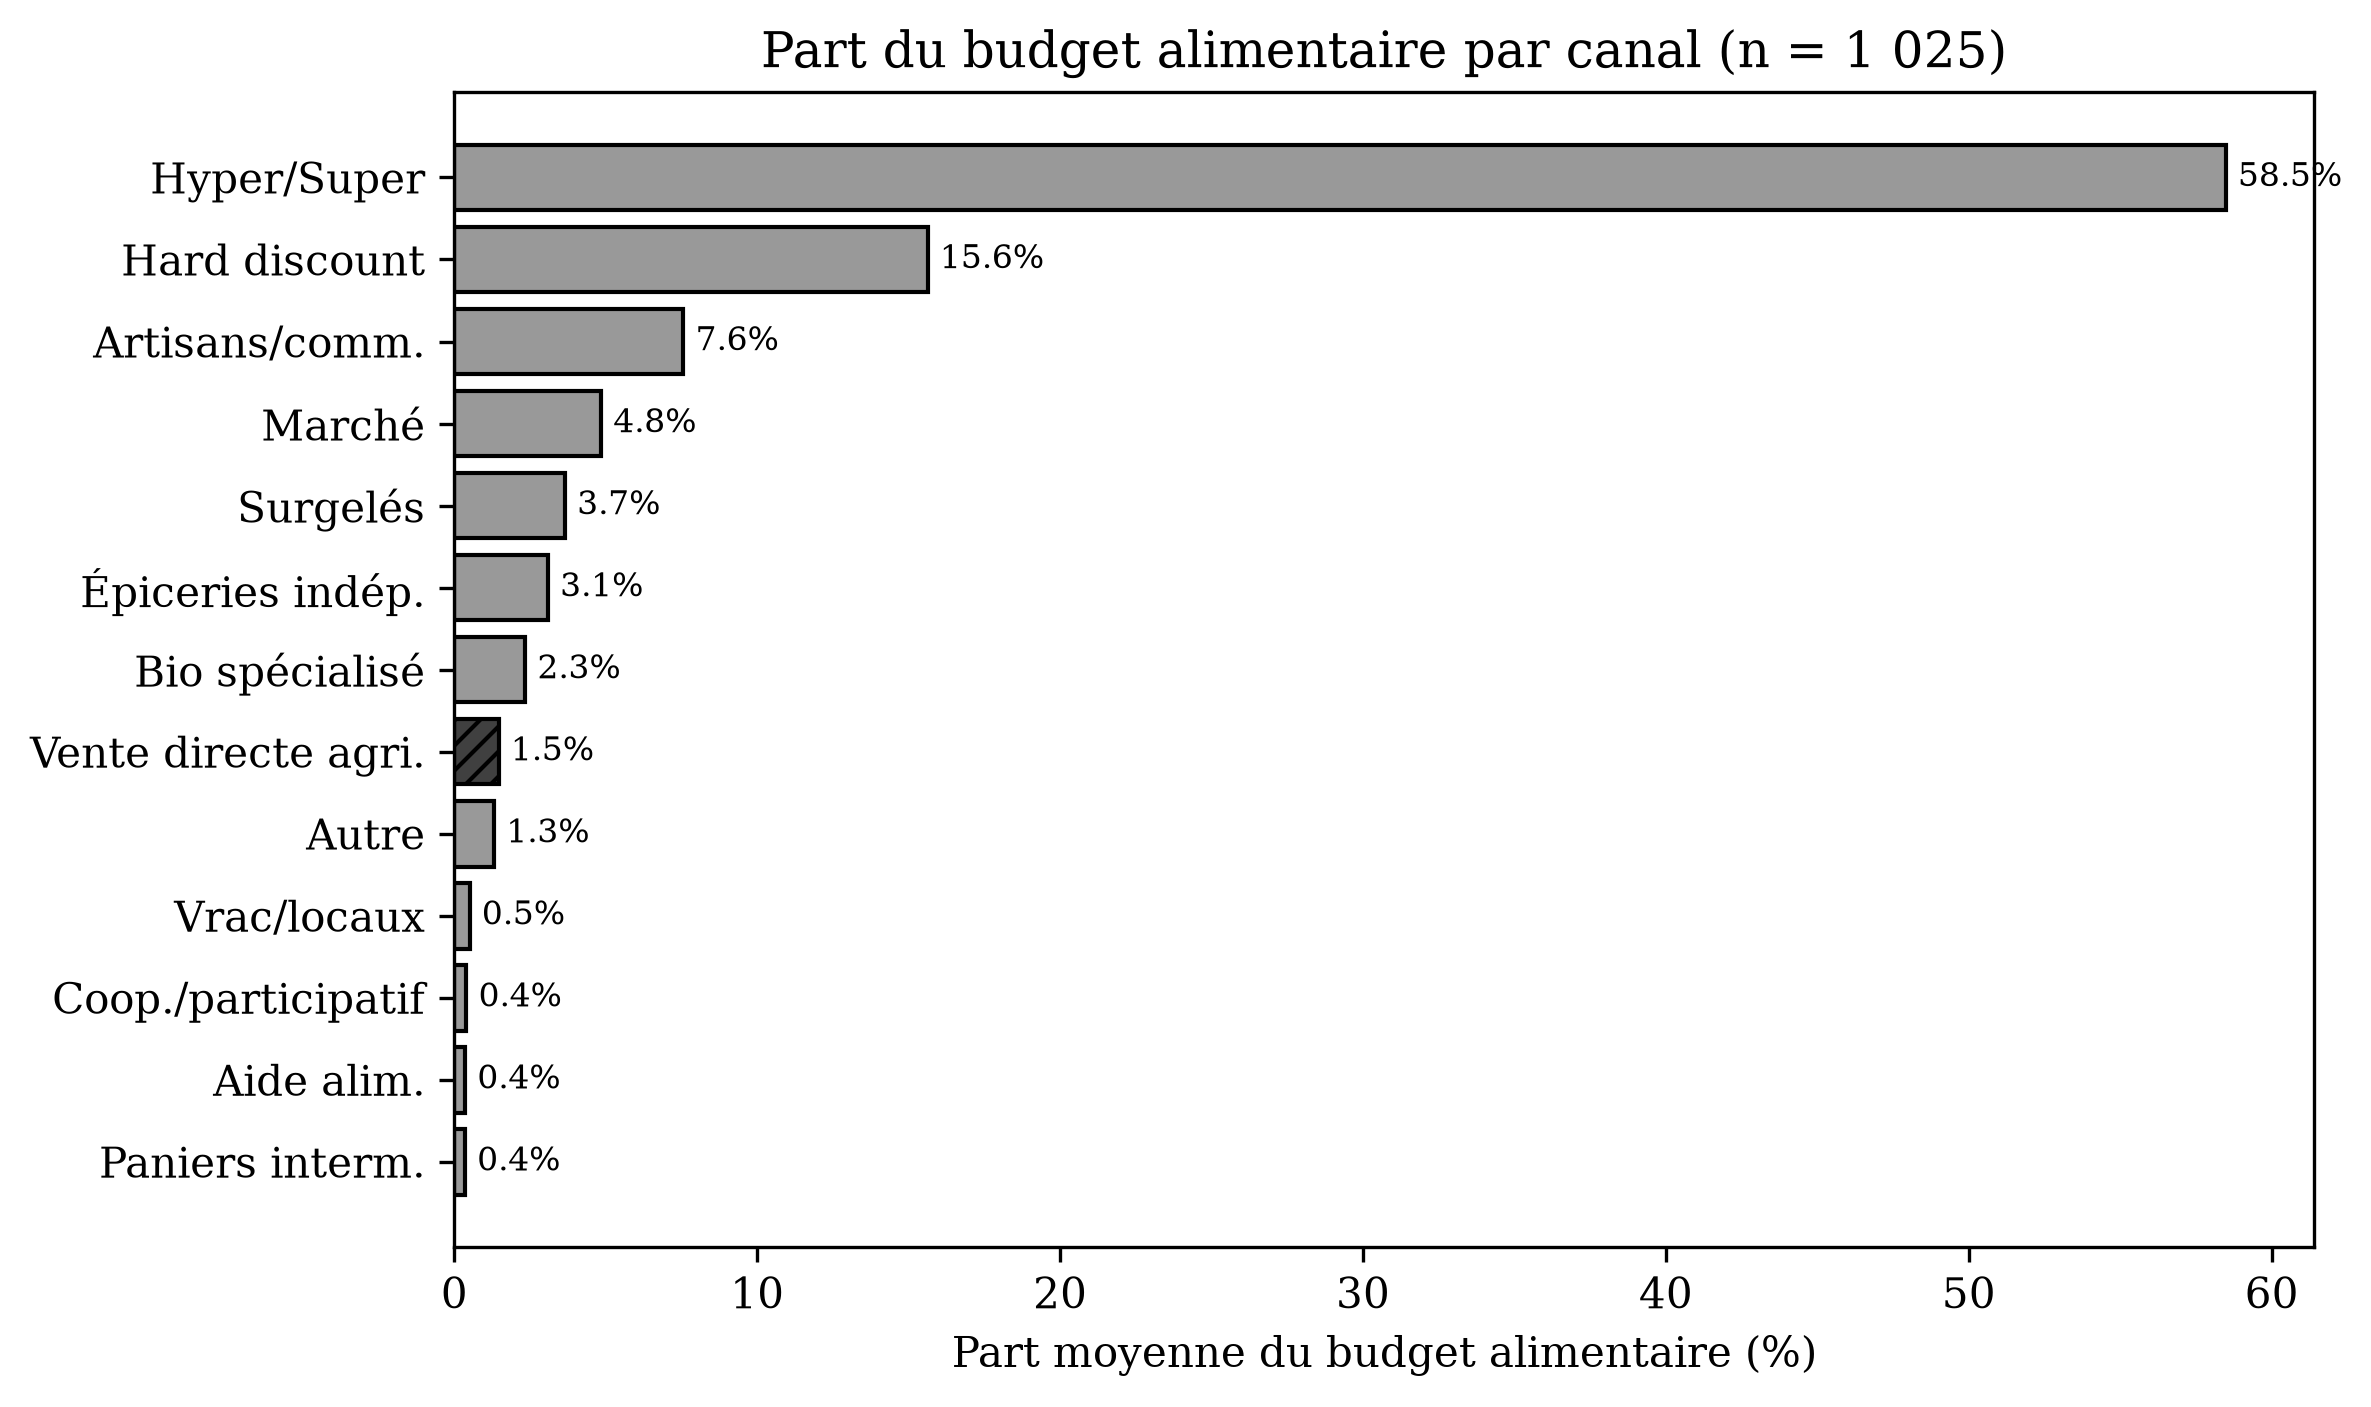 Part du budget alimentaire par canal (n = 1 025)
Hyper/Super 58.5%
Hard discount 15.6%
Artisans/comm. 7.6%
Marché 4.8%
Surgelés 3.7%
Épiceries indép. 3.1%
Bio spécialisé 2.3%
Vente directe agri. 1.5%
Autre 1.3%
Vrac/locaux 0.5%
Coop./participatif 0.4%
Aide alim. 0.4%
Paniers interm. 0.4%
0 10 20 30 40 50 60
Part moyenne du budget alimentaire (%)